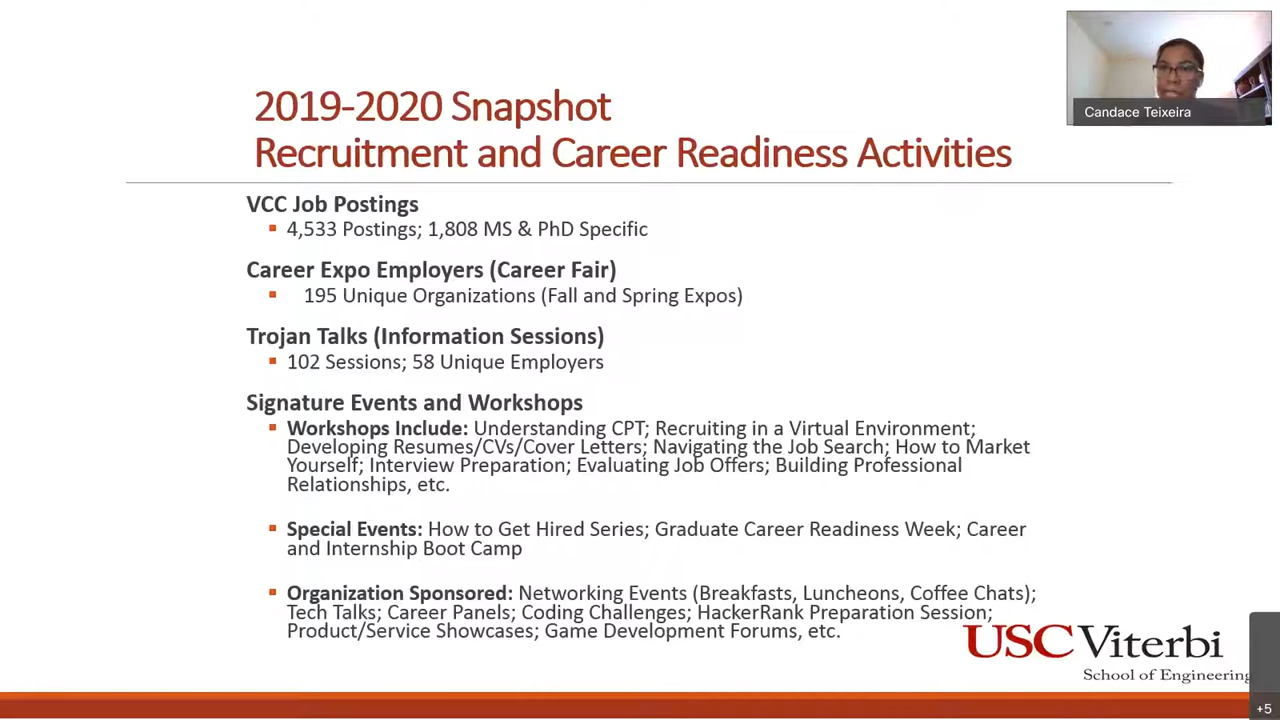 2019-2020 Snapshot
Recruitment and Career Readiness Activities
Candace Teixeira
VCC Job Postings
4,533 Postings; 1,808 MS & PhD Specific
Career Expo Employers (Career Fair)
195 Unique Organizations (Fall and Spring Expos)
Trojan Talks (Information Sessions)
102 Sessions; 58 Unique Employers
Signature Events and Workshops
Workshops Include: Understanding CPT; Recruiting in a Virtual Environment;
Developing Resumes/CVs/Cover Letters; Navigating the Job Search; How to Market
Yourself; Interview Preparation; Evaluating Job Offers; Building Professional
Relationships, etc.
Special Events: How to Get Hired Series; Graduate Career Readiness Week; Career
and Internship Boot Camp
Organization Sponsored: Networking Events (Breakfasts, Luncheons, Coffee Chats);
Tech Talks; Career Panels; Coding Challenges; HackerRank Preparation Session;
Product/Service Showcases; Game Development Forums, etc.
USC Viterbi
School of Engineering
+5